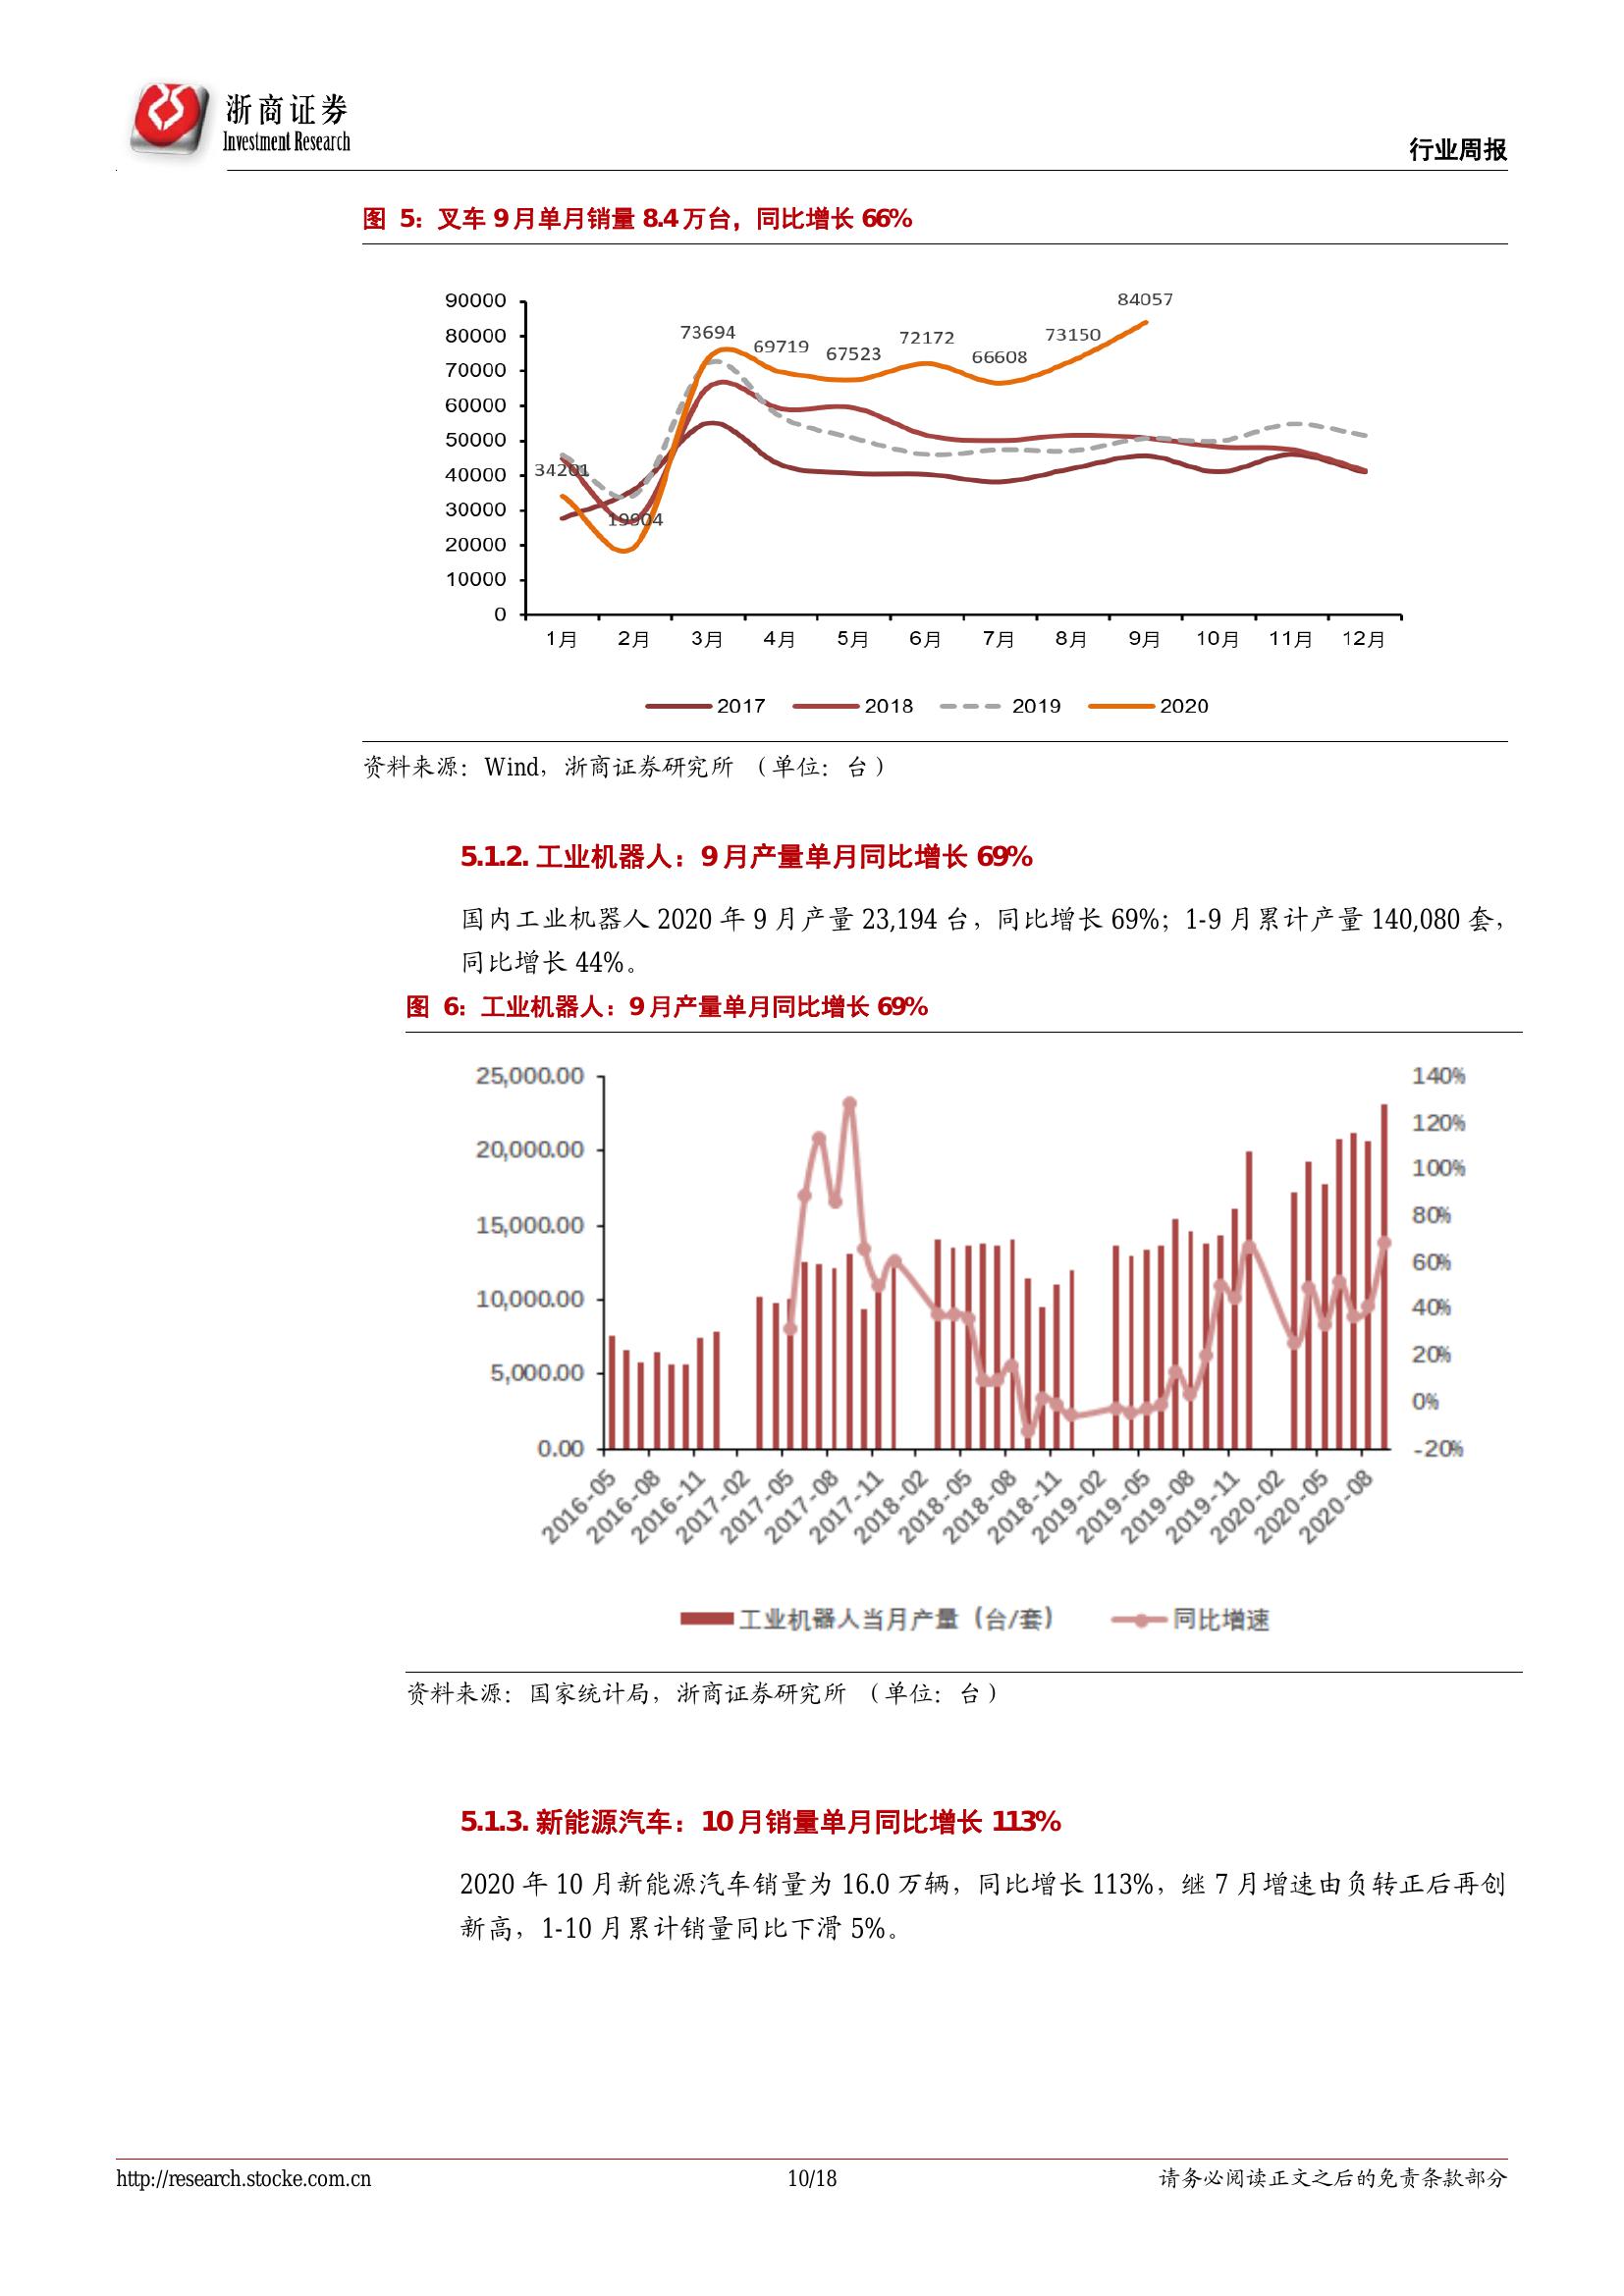 浙商证券
Investment Research
行业周报
图 5：叉车 9 月单月销量 8.4 万台，同比增长 66%
90000
80000
70000
60000
50000
40000
30000
20000
10000
0
34201
73694
69719
67523
72172
66608
73150
84057
1月 2月 3月 4月 5月 6月 7月 8月 9月 10月 11月 12月
2017 2018 2019 2020
资料来源：Wind，浙商证券研究所 （单位：台）
5.1.2. 工业机器人：9 月产量单月同比增长 69%
国内工业机器人 2020 年 9 月产量 23,194 台，同比增长 69%；1-9 月累计产量 140,080 套，
同比增长 44%。
图 6：工业机器人：9 月产量单月同比增长 69%
25,000.00
20,000.00
15,000.00
10,000.00
5,000.00
0.00
140%
120%
100%
80%
60%
40%
20%
0%
-20%
2016-05 2016-08 2016-11 2017-02 2017-05 2017-08 2017-11 2018-02 2018-05 2018-08 2018-11 2019-02 2019-05 2019-08 2019-11 2020-02 2020-05 2020-08
工业机器人当月产量（台/套） 同比增速
资料来源：国家统计局，浙商证券研究所 （单位：台）
5.1.3. 新能源汽车：10 月销量单月同比增长 113%
2020 年 10 月新能源汽车销量为 16.0 万辆，同比增长 113%，继 7 月增速由负转正后再创
新高，1-10 月累计销量同比下滑 5%。
http://research.stocke.com.cn
10/18
请务必阅读正文之后的免责条款部分